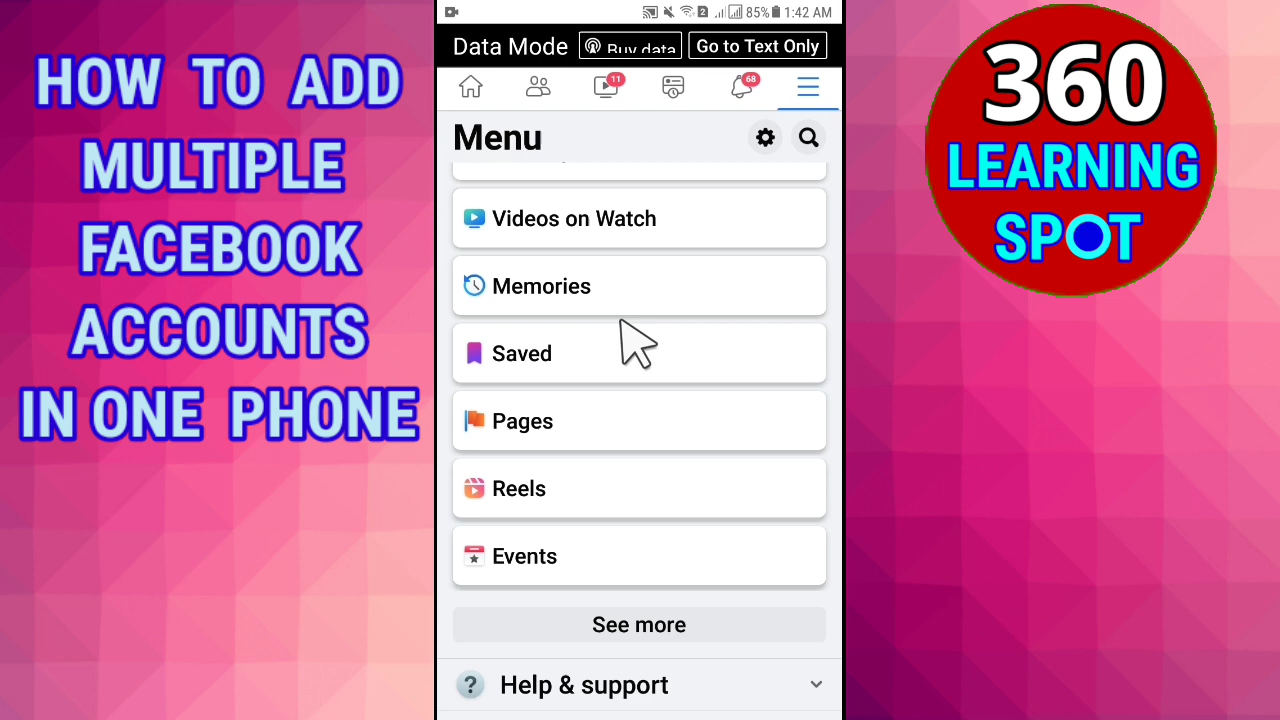 HOW TO ADD
MULTIPLE
FACEBOOK
ACCOUNTS
IN ONE PHONE
2 85% 1:42 AM
Data Mode Buy data Go to Text Only
11 68
Menu
Videos on Watch
Memories
Saved
Pages
Reels
Events
See more
? Help & support
360
LEARNING
SPOT